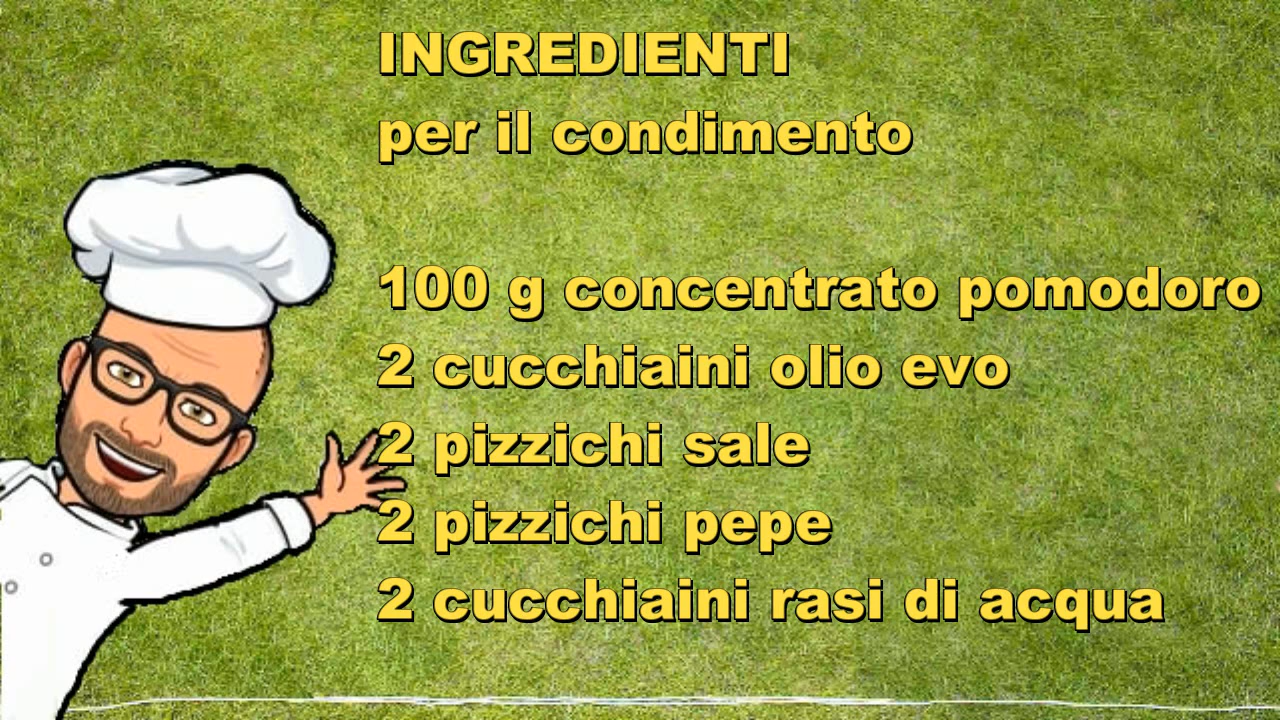 INGREDIENTI
per il condimento
100 g concentrato pomodoro
2 cucchiaini olio evo
2 pizzichi sale
2 pizzichi pepe
2 cucchiaini rasi di acqua